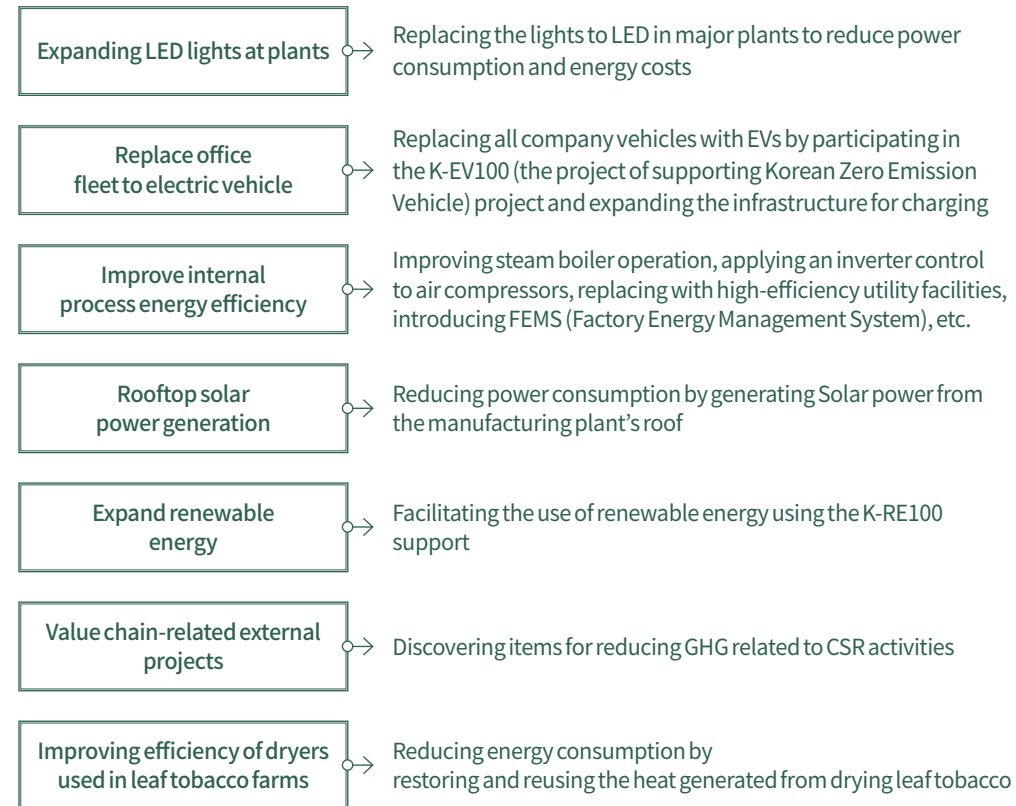 Expanding LED lights at plants
Replacing the lights to LED in major plants to reduce power
consumption and energy costs
Replace office
fleet to electric vehicle
Replacing all company vehicles with EVs by participating in
the K-EV100 (the project of supporting Korean Zero Emission
Vehicle) project and expanding the infrastructure for charging
Improve internal
process energy efficiency
Improving steam boiler operation, applying an inverter control
to air compressors, replacing with high-efficiency utility facilities,
introducing FEMS (Factory Energy Management System), etc.
Rooftop solar
power generation
Reducing power consumption by generating Solar power from
the manufacturing plant's roof
Expand renewable
energy
Facilitating the use of renewable energy using the K-RE100
support
Value chain-related external
projects
Discovering items for reducing GHG related to CSR activities
Improving efficiency of dryers
used in leaf tobacco farms
Reducing energy consumption by
restoring and reusing the heat generated from drying leaf tobacco